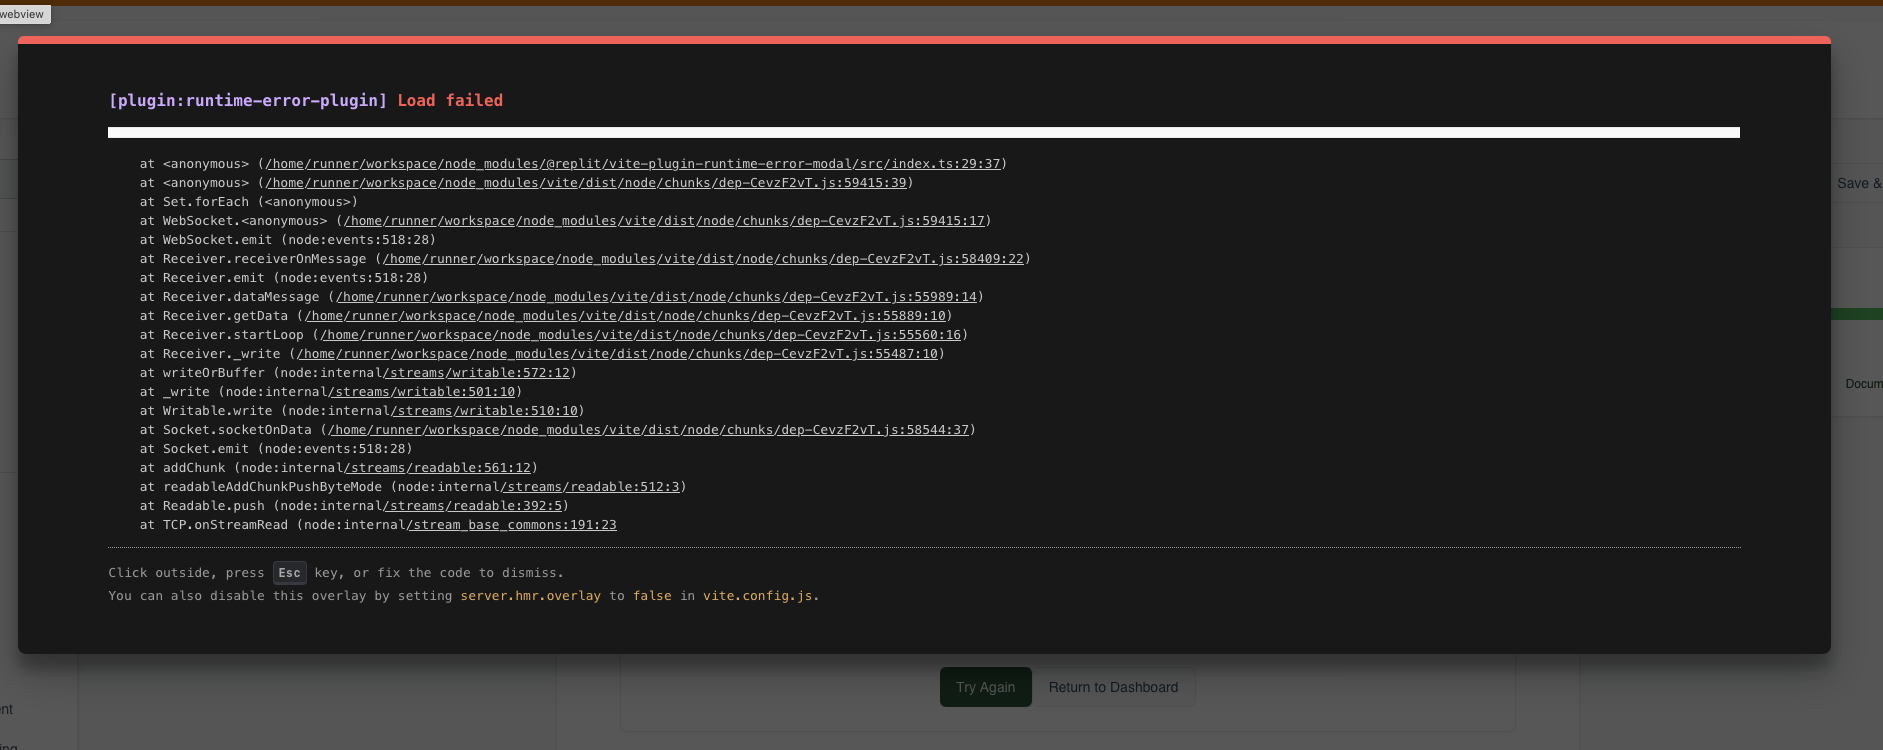 webview
[plugin:runtime-error-plugin] Load failed
at <anonymous> (/home/runner/workspace/node_modules/@replit/vite-plugin-runtime-error-modal/src/index.ts:29:37)
at <anonymous> (/home/runner/workspace/node_modules/vite/dist/node/chunks/dep-CevzF2vT.js:59415:39)
at Set.forEach (<anonymous>)
at WebSocket.<anonymous> (/home/runner/workspace/node_modules/vite/dist/node/chunks/dep-CevzF2vT.js:59415:17)
at WebSocket.emit (node:events:518:28)
at Receiver.receiverOnMessage (/home/runner/workspace/node_modules/vite/dist/node/chunks/dep-CevzF2vT.js:58409:22)
at Receiver.emit (node:events:518:28)
at Receiver.dataMessage (/home/runner/workspace/node_modules/vite/dist/node/chunks/dep-CevzF2vT.js:55989:14)
at Receiver.getData (/home/runner/workspace/node_modules/vite/dist/node/chunks/dep-CevzF2vT.js:55889:10)
at Receiver.startLoop (/home/runner/workspace/node_modules/vite/dist/node/chunks/dep-CevzF2vT.js:55560:16)
at Receiver._write (/home/runner/workspace/node_modules/vite/dist/node/chunks/dep-CevzF2vT.js:55487:10)
at writeOrBuffer (node:internal/streams/writable:572:12)
at _write (node:internal/streams/writable:501:10)
at Writable.write (node:internal/streams/writable:510:10)
at Socket.socketOnData (/home/runner/workspace/node_modules/vite/dist/node/chunks/dep-CevzF2vT.js:58544:37)
at Socket.emit (node:events:518:28)
at addChunk (node:internal/streams/readable:561:12)
at readableAddChunkPushByteMode (node:internal/streams/readable:512:3)
at Readable.push (node:internal/streams/readable:392:5)
at TCP.onStreamRead (node:internal/stream_base_commons:191:23
Click outside, press Esc key, or fix the code to dismiss.
You can also disable this overlay by setting server.hmr.overlay to false in vite.config.js.
Save &
Docum
Try Again
Return to Dashboard
ent
ing